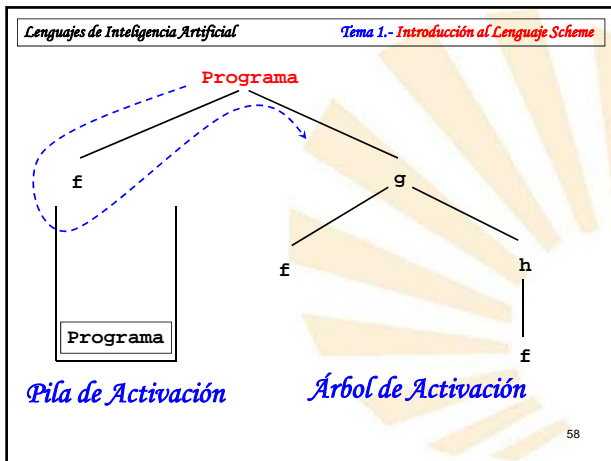 Lenguajes de Inteligencia Artificial
Tema 1.- Introducción al Lenguaje Scheme
Programa
f
g
f
h
Programa
f
Pila de Activación
Árbol de Activación
58